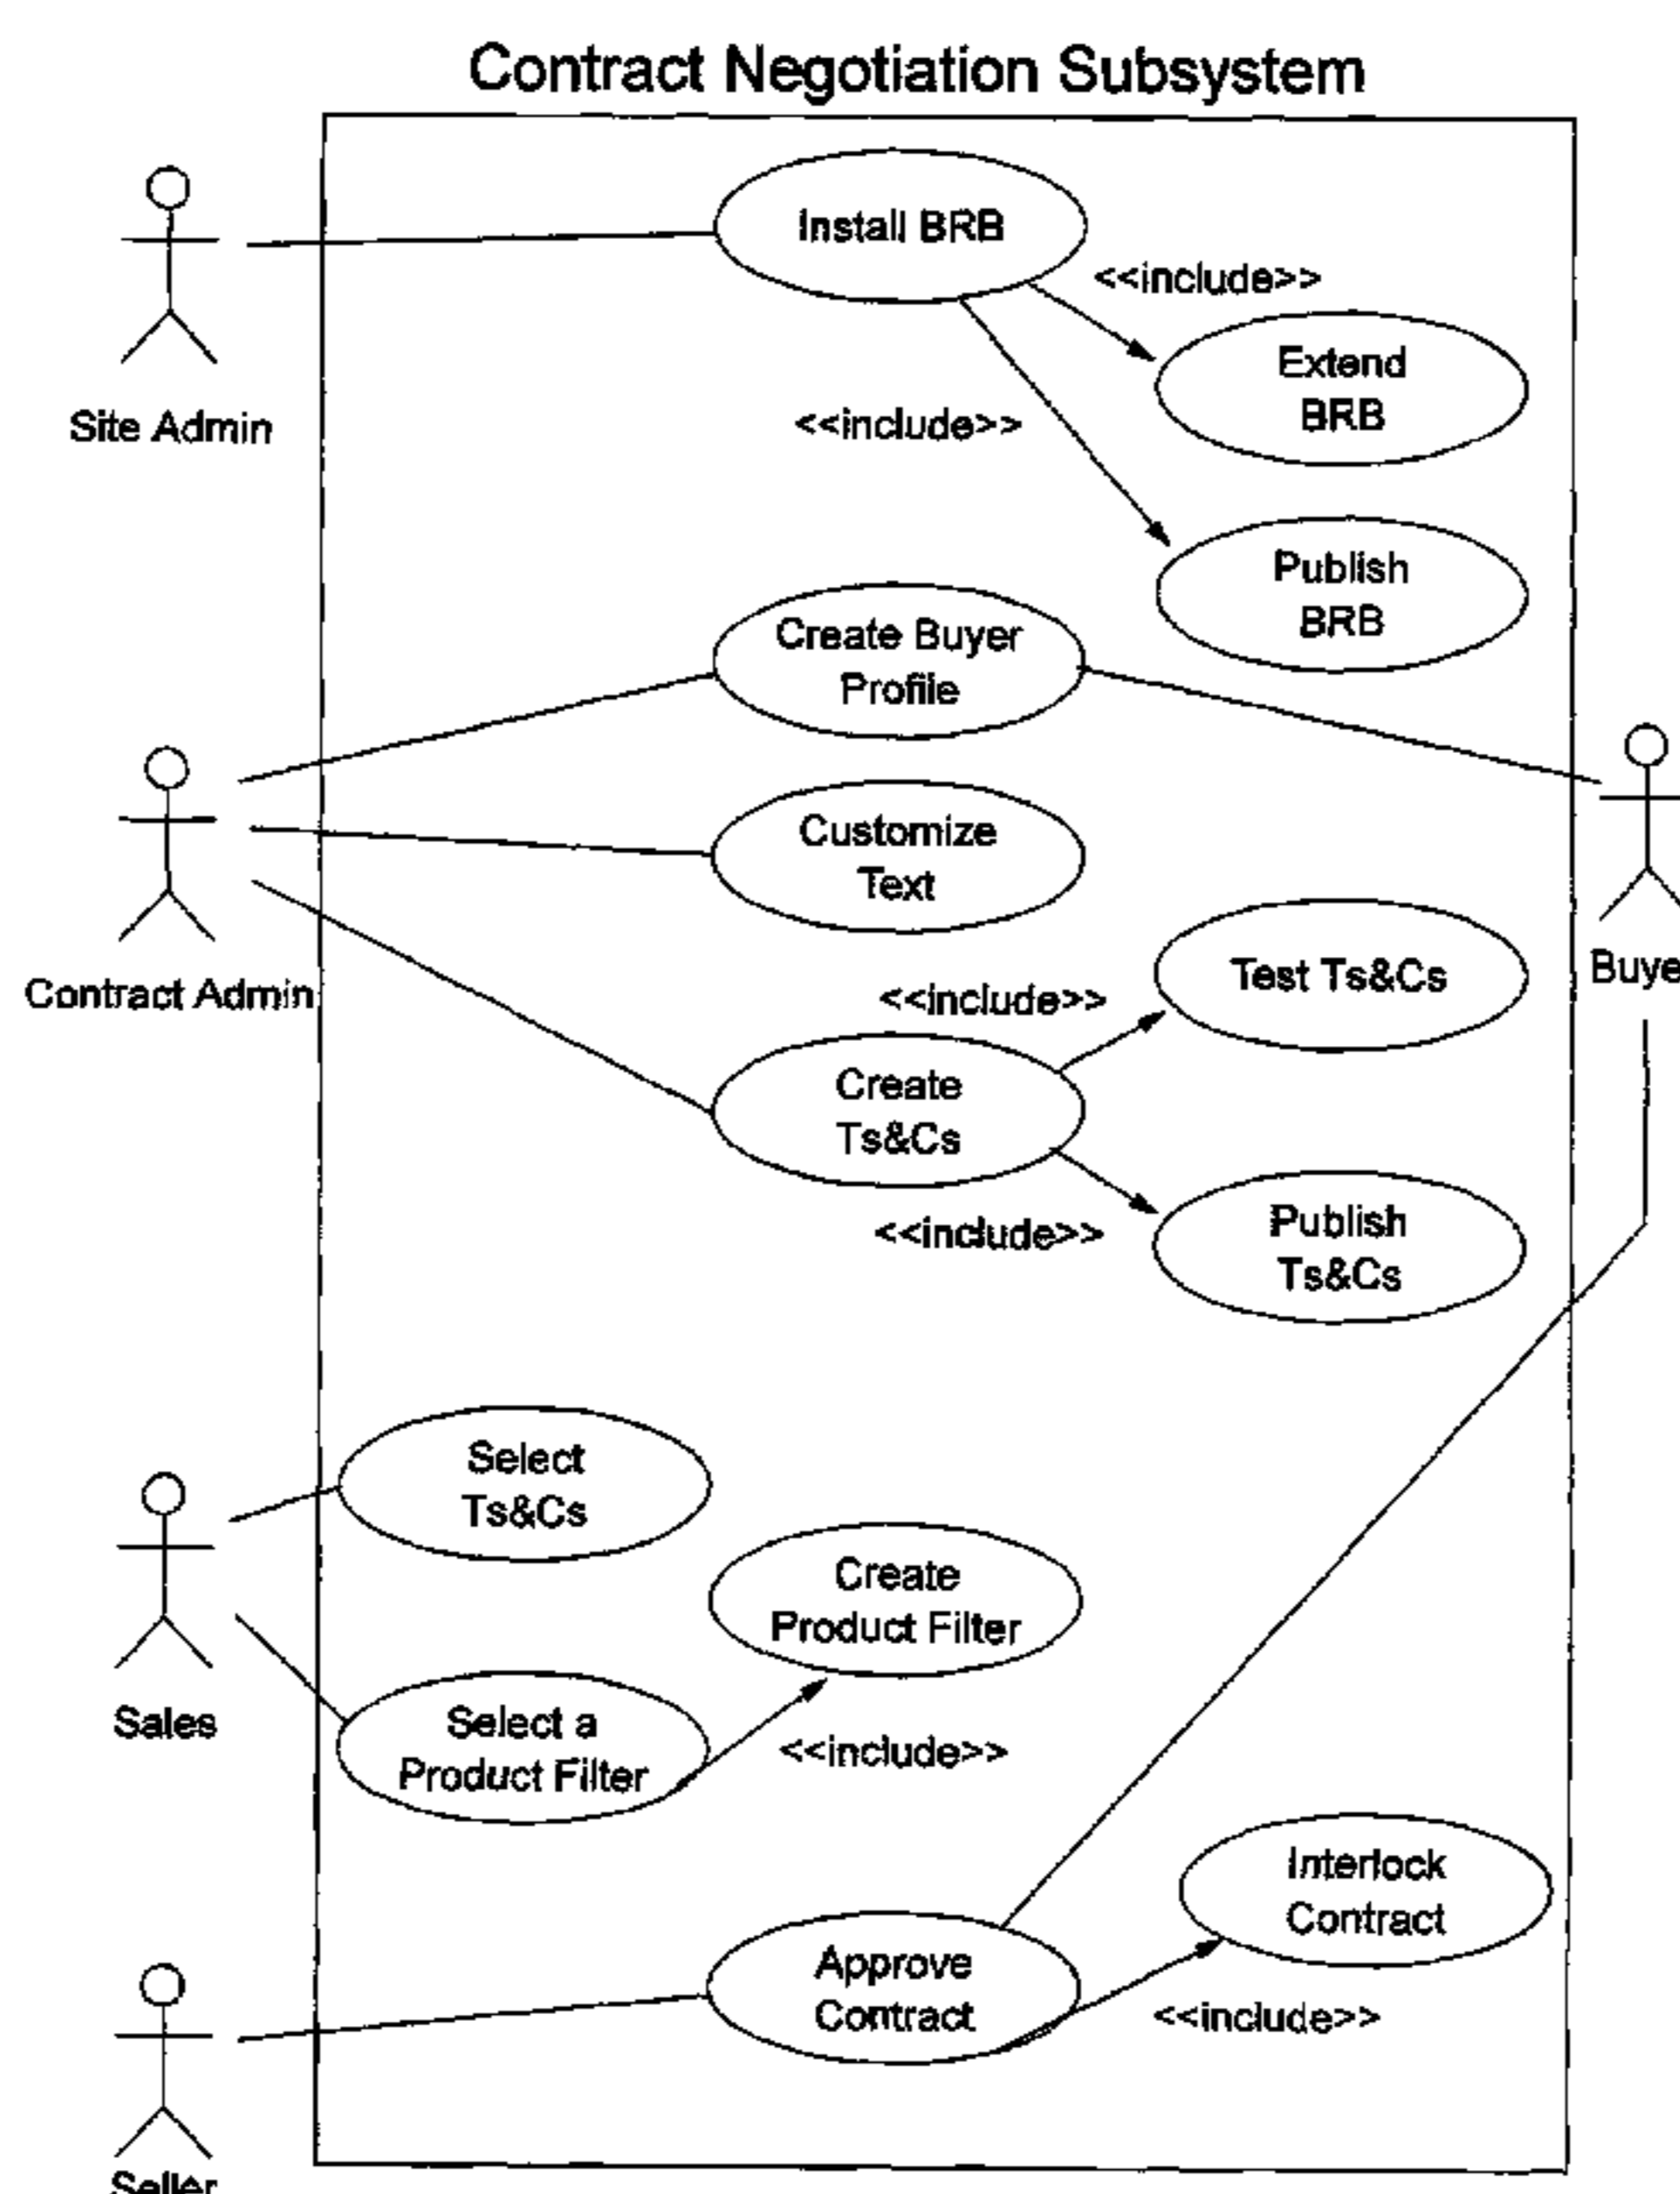 Contract Negotiation Subsystem
Install BRB
<<include>>
Extend
BRB
Site Admin
<<include>>
Publish
BRB
Create Buyer
Profile
Customize
Text
Contract Admin
Buye
Test Ts&Cs
<<include>>
Create
Ts&Cs
<<include>>
Publish
Ts&Cs
Select
Ts&Cs
Create
Product Filter
Sales
Select a
Product Filter
<<include>>
Interlock
Contract
Approve
Contract
<<include>>
Seller